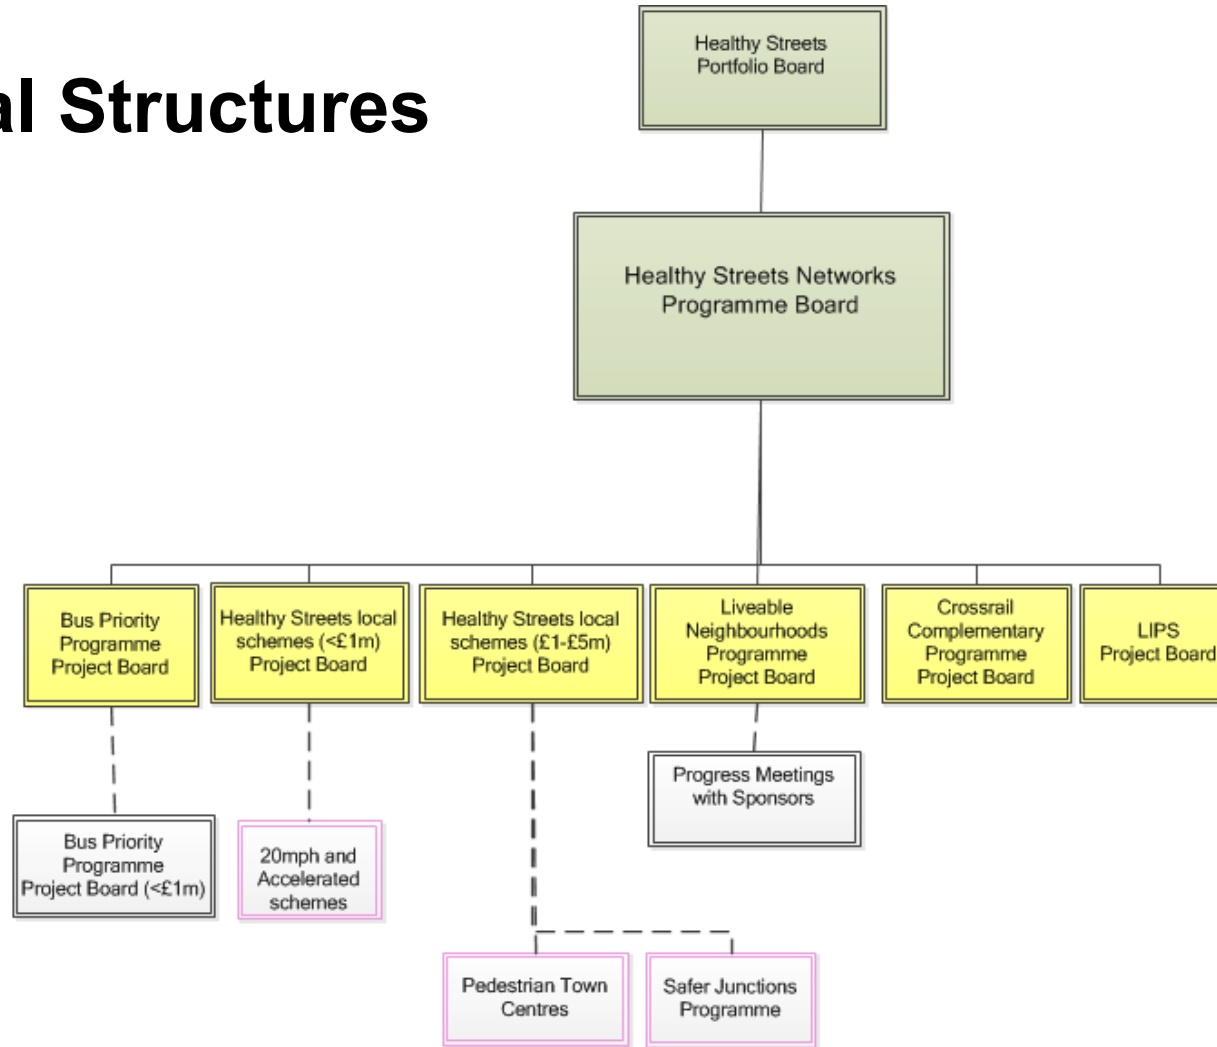 al Structures
Healthy Streets
Portfolio Board
Healthy Streets Networks
Programme Board
Bus Priority
Programme
Project Board
Healthy Streets local
schemes (<£1m)
Project Board
Healthy Streets local
schemes (£1-£5m)
Project Board
Liveable
Neighbourhoods
Programme
Project Board
Crossrail
Complementary
Programme
Project Board
LIPS
Project Board
Progress Meetings
with Sponsors
Bus Priority
Programme
Project Board (<£1m)
20mph and
Accelerated
schemes
Pedestrian Town
Centres
Safer Junctions
Programme